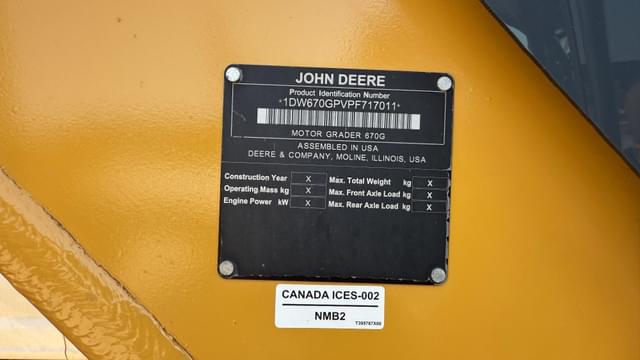 JOHN DEERE
Product Identification Number
*1DW670GPVPF717011*
MOTOR GRADER 670G
ASSEMBLED IN USA
DEERE & COMPANY, MOLINE, ILLINOIS, USA
Construction Year X Max. Total Weight kg X
Operating Mass kg X Max. Front Axle Load kg X
Engine Power kW X Max. Rear Axle Load kg X
CANADA ICES-002
NMB2